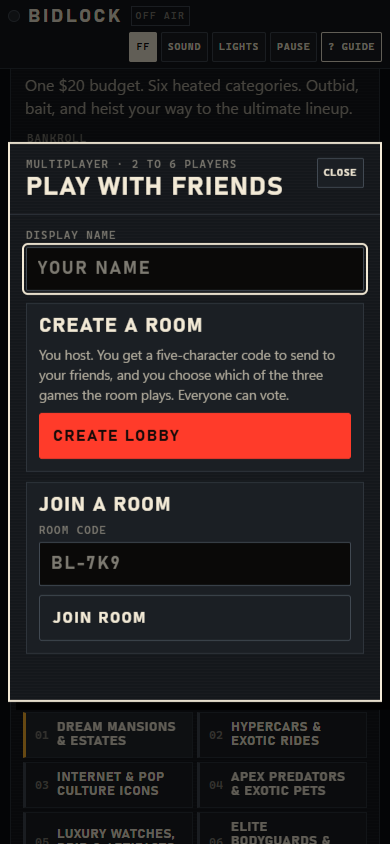 BIDLOCK OFF AIR
FF SOUND LIGHTS PAUSE ? GUIDE
One $20 budget. Six heated categories. Outbid,
bait, and heist your way to the ultimate lineup.
BANKROLL
MULTIPLAYER · 2 TO 6 PLAYERS
PLAY WITH FRIENDS
CLOSE
DISPLAY NAME
YOUR NAME
CREATE A ROOM
You host. You get a five-character code to send to
your friends, and you choose which of the three
games the room plays. Everyone can vote.
CREATE LOBBY
JOIN A ROOM
ROOM CODE
BL-7K9
JOIN ROOM
01 DREAM MANSIONS
& ESTATES
02 HYPERCARS &
EXOTIC RIDES
03 INTERNET & POP
CULTURE ICONS
04 APEX PREDATORS
& EXOTIC PETS
05 LUXURY WATCHES,
06 ELITE
BODYGUARDS &